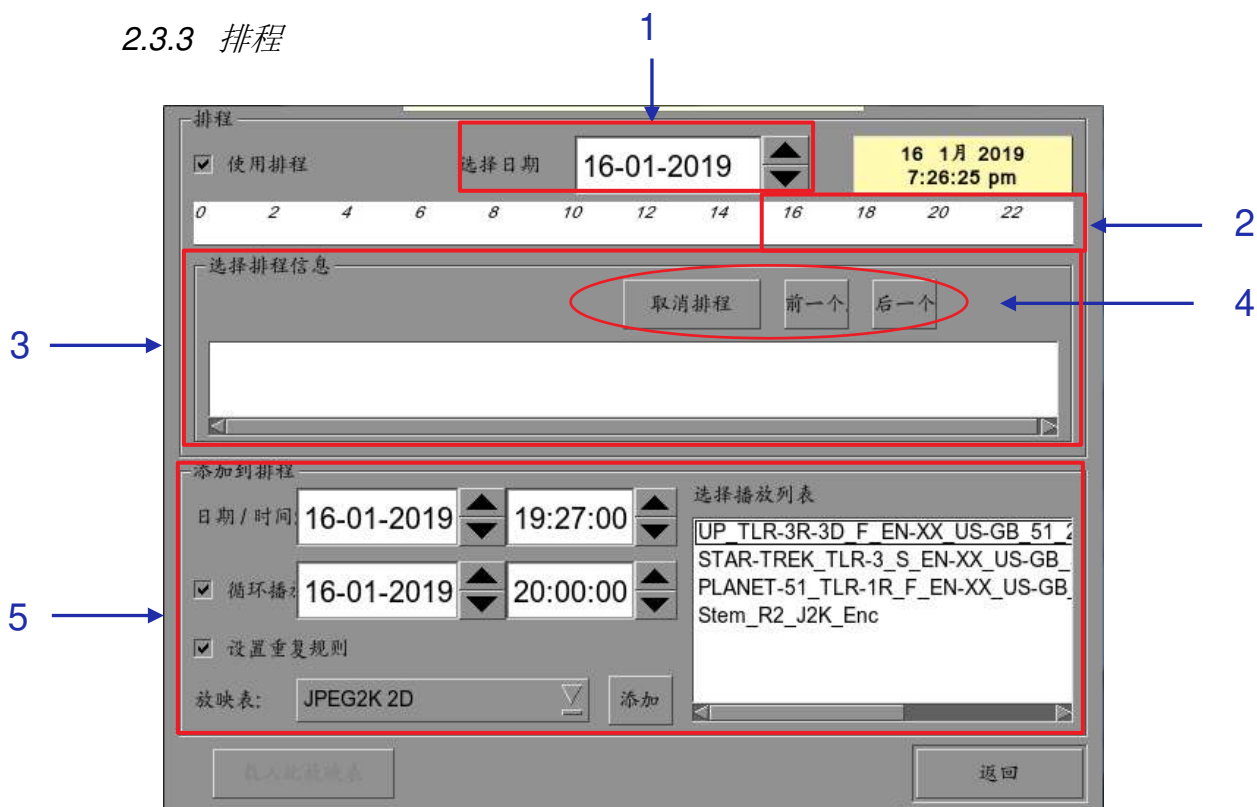 2.3.3 排程
1
排程
使用排程
选择日期
16-01-2019
16 1月 2019
7:26:25 pm
0 2 4 6 8 10 12 14 16 18 20 22
2
选择排程信息
取消排程
前一个
后一个
4
3
添加到排程
日期/时间:
16-01-2019
19:27:00
选择播放列表
UP_TLR-3R-3D_F_EN-XX_US-GB_51_2
STAR-TREK_TLR-3_S_EN-XX_US-GB_
PLANET-51_TLR-1R_F_EN-XX_US-GB_
Stem_R2_J2K_Enc
循环播
16-01-2019
20:00:00
5
设置重复规则
放映表:
JPEG2K 2D
添加
载入此放映表
返回